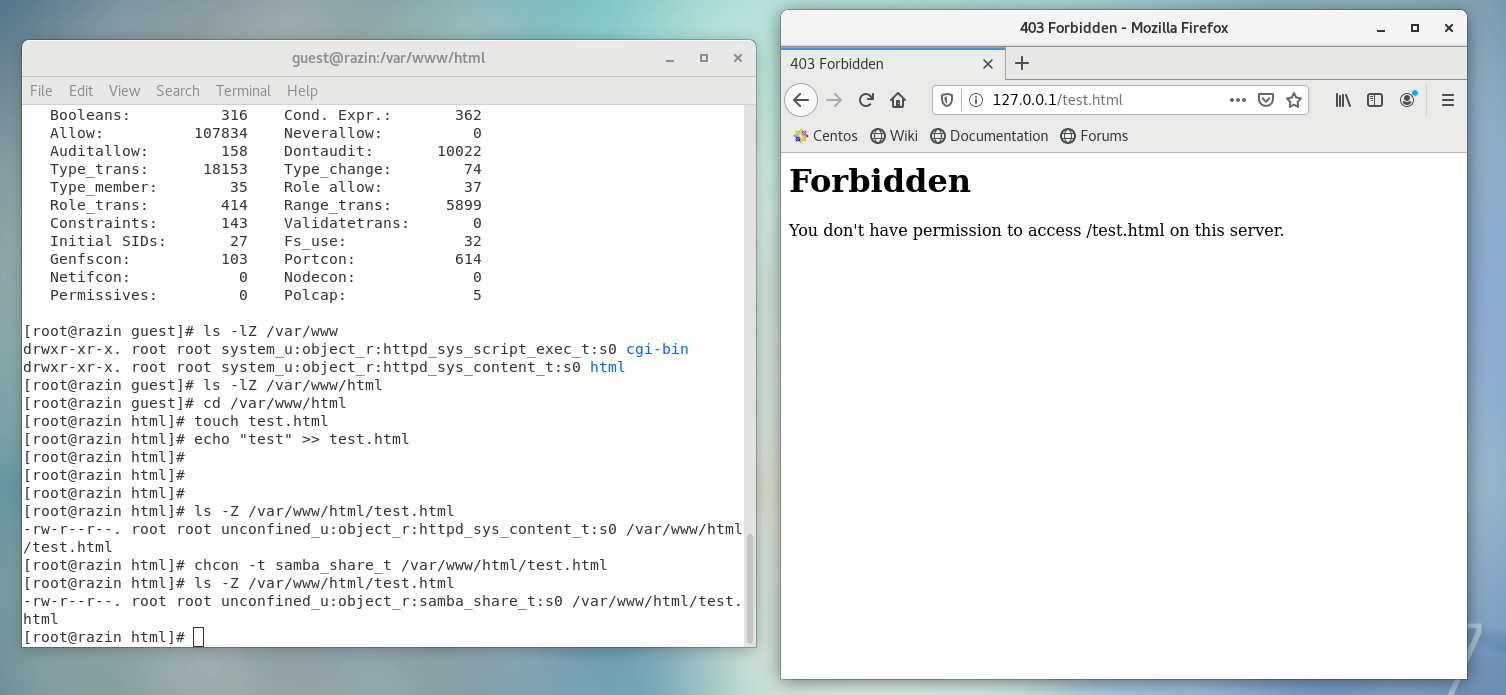 guest@razin:/var/www/html
File Edit View Search Terminal Help
Booleans: 316 Cond. Expr.: 362
Allow: 107834 Neverallow: 0
Auditallow: 158 Dontaudit: 10022
Type_trans: 18153 Type_change: 74
Type_member: 35 Role allow: 37
Role_trans: 414 Range_trans: 5899
Constraints: 143 Validatetrans: 0
Initial SIDs: 27 Fs_use: 32
Genfscon: 103 Portcon: 614
Netifcon: 0 Nodecon: 0
Permissives: 0 Polcap: 5
[root@razin guest]# ls -lZ /var/www
drwxr-xr-x. root root system_u:object_r:httpd_sys_script_exec_t:s0 cgi-bin
drwxr-xr-x. root root system_u:object_r:httpd_sys_content_t:s0 html
[root@razin guest]# ls -lZ /var/www/html
[root@razin guest]# cd /var/www/html
[root@razin html]# touch test.html
[root@razin html]# echo "test" >> test.html
[root@razin html]#
[root@razin html]#
[root@razin html]#
[root@razin html]# ls -Z /var/www/html/test.html
-rw-r--r--. root root unconfined_u:object_r:httpd_sys_content_t:s0 /var/www/html
/test.html
[root@razin html]# chcon -t samba_share_t /var/www/html/test.html
[root@razin html]# ls -Z /var/www/html/test.html
-rw-r--r--. root root unconfined_u:object_r:samba_share_t:s0 /var/www/html/test.
html
[root@razin html]#
403 Forbidden - Mozilla Firefox
403 Forbidden
127.0.0.1/test.html
Centos Wiki Documentation Forums
Forbidden
You don't have permission to access /test.html on this server.
7